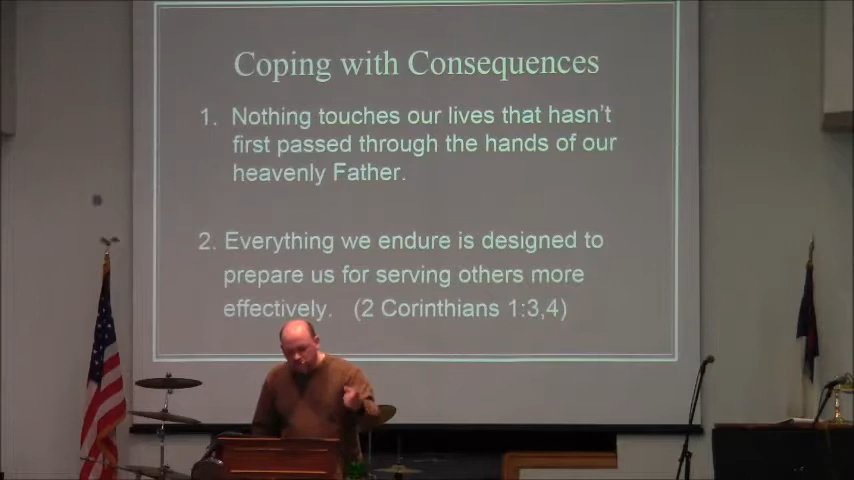 Coping with Consequences
1. Nothing touches our lives that hasn't
first passed through the hands of our
heavenly Father.
2. Everything we endure is designed to
prepare us for serving others more
effectively. (2 Corinthians 1:3,4)